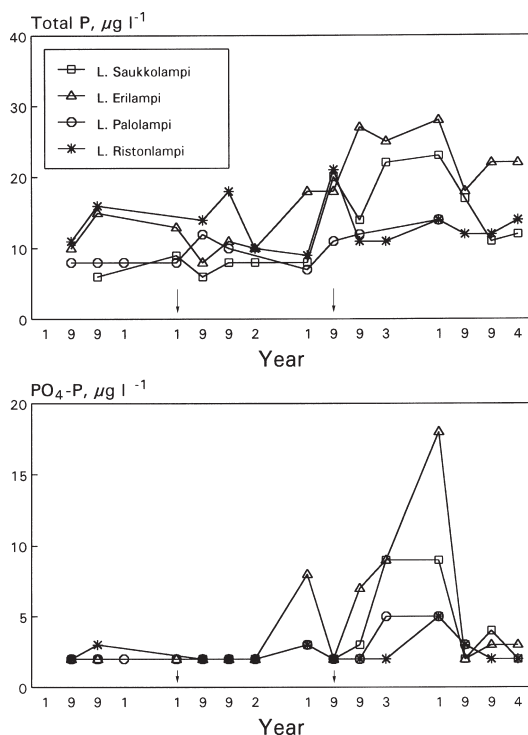 Total P, µg l⁻¹
40
30
20
10
0
L. Saukkolampi
L. Erilampi
L. Palolampi
L. Ristonlampi
1 9 9 1 1 9 9 2 1 9 9 3 1 9 9 4
Year
PO₄-P, µg l⁻¹
20
15
10
5
0
1 9 9 1 1 9 9 2 1 9 9 3 1 9 9 4
Year